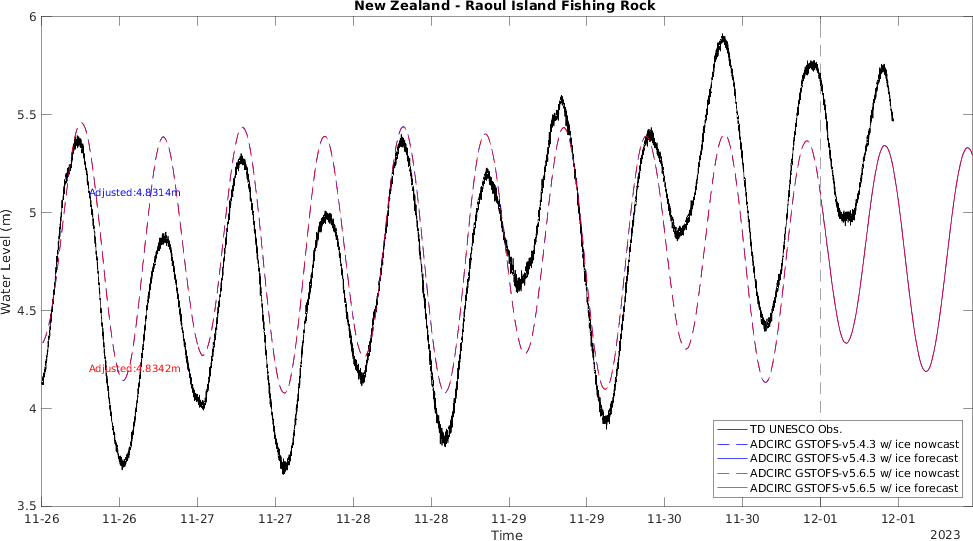 New Zealand - Raoul Island Fishing Rock
6
5.5
5
4.5
4
3.5
Water Level (m)
Adjusted:4.8314m
Adjusted:4.8342m
TD UNESCO Obs.
ADCIRC GSTOFS-v5.4.3 w/ ice nowcast
ADCIRC GSTOFS-v5.4.3 w/ ice forecast
ADCIRC GSTOFS-v5.6.5 w/ ice nowcast
ADCIRC GSTOFS-v5.6.5 w/ ice forecast
11-26 11-26 11-27 11-27 11-28 11-28 11-29 11-29 11-30 11-30 12-01 12-01
Time
2023